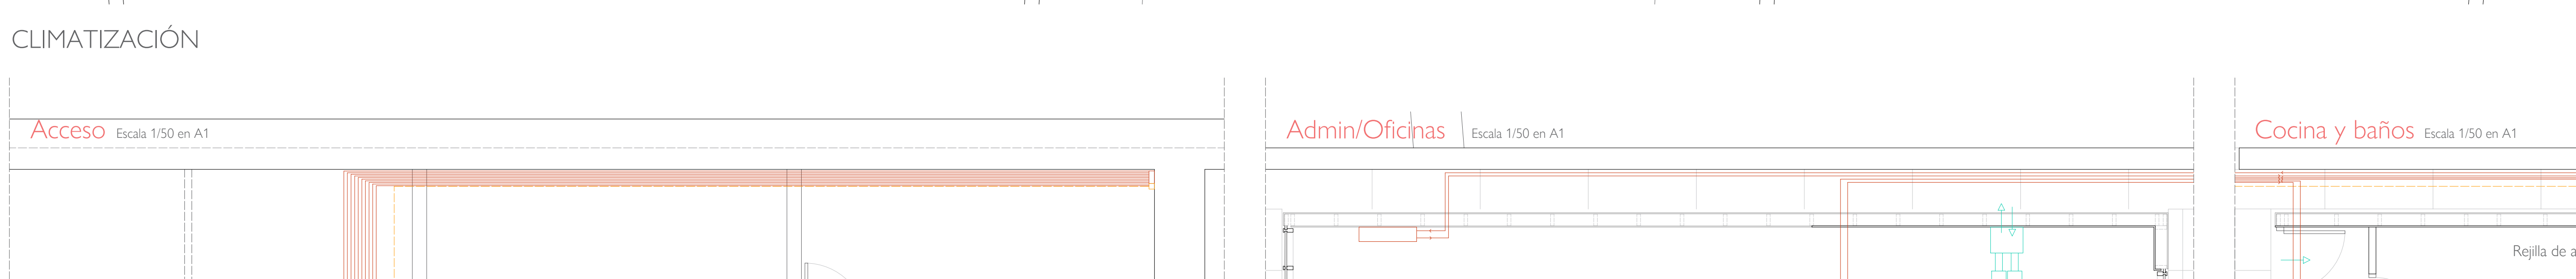 CLIMATIZACIÓN
Acceso Escala 1/50 en A1
Admin/Oficinas Escala 1/50 en A1
Cocina y baños Escala 1/50 en A1
Rejilla de